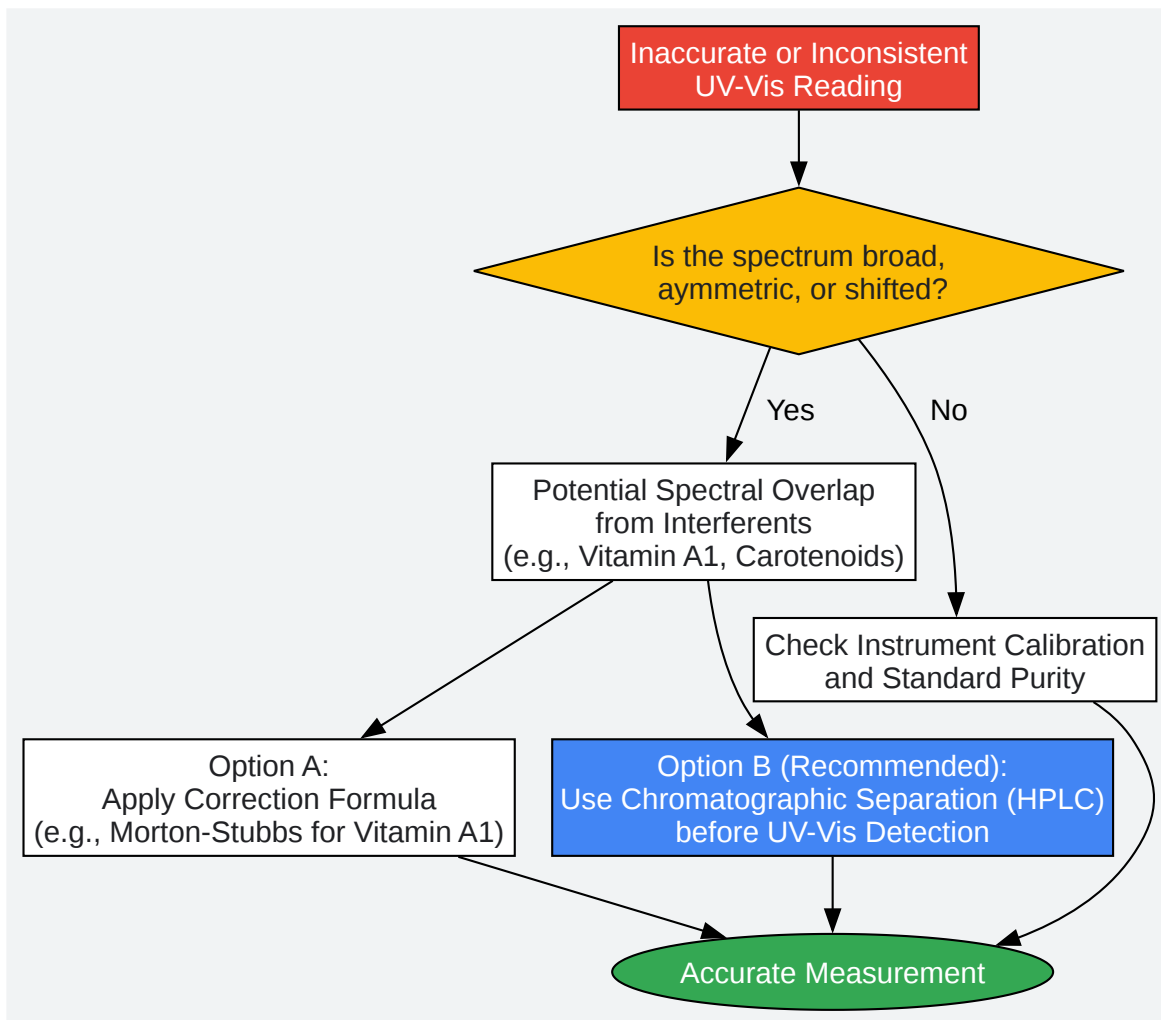 Inaccurate or Inconsistent
UV-Vis Reading
Is the spectrum broad,
aymmetric, or shifted?
Yes
No
Potential Spectral Overlap
from Interferents
(e.g., Vitamin A1, Carotenoids)
Check Instrument Calibration
and Standard Purity
Option A:
Apply Correction Formula
(e.g., Morton-Stubbs for Vitamin A1)
Option B (Recommended):
Use Chromatographic Separation (HPLC)
before UV-Vis Detection
Accurate Measurement